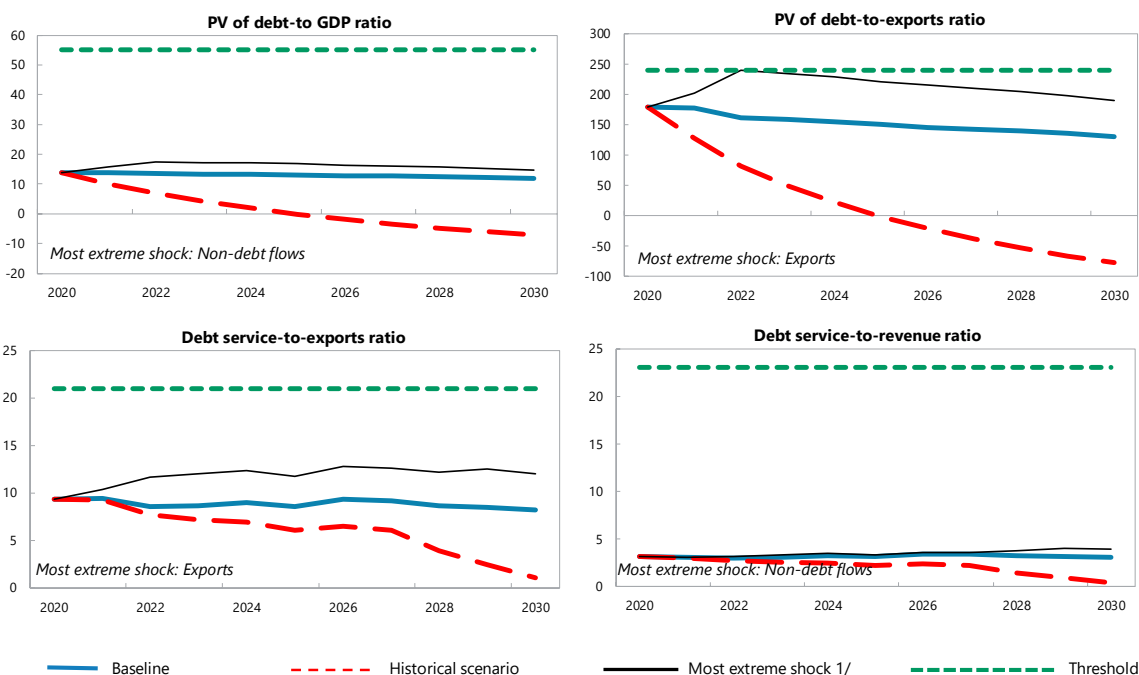 PV of debt-to GDP ratio
60
50
40
30
20
10
0
-10
-20
Most extreme shock: Non-debt flows
2020 2022 2024 2026 2028 2030
PV of debt-to-exports ratio
300
250
200
150
100
50
0
-50
-100
Most extreme shock: Exports
2020 2022 2024 2026 2028 2030
Debt service-to-exports ratio
25
20
15
10
5
0
Most extreme shock: Exports
2020 2022 2024 2026 2028 2030
Debt service-to-revenue ratio
25
20
15
10
5
0
Most extreme shock: Non-debt flows
2020 2022 2024 2026 2028 2030
Baseline Historical scenario Most extreme shock 1/ Threshold